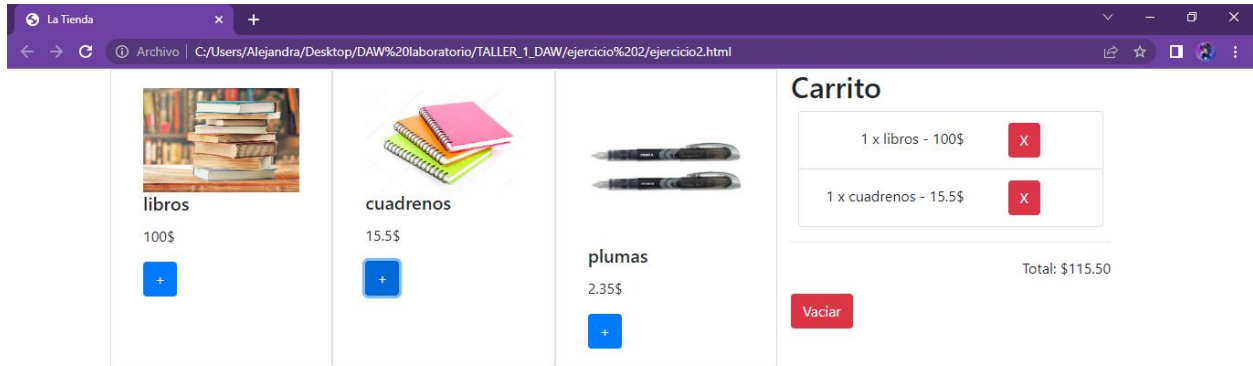 La Tienda
Archivo C:/Users/Alejandra/Desktop/DAW%20laboratorio/TALLER_1_DAW/ejercicio%202/ejercicio2.html
libros
100$
+
cuadrenos
15.5$
+
plumas
2.35$
+
Carrito
1 x libros - 100$ X
1 x cuadrenos - 15.5$ X
Total: $115.50
Vaciar